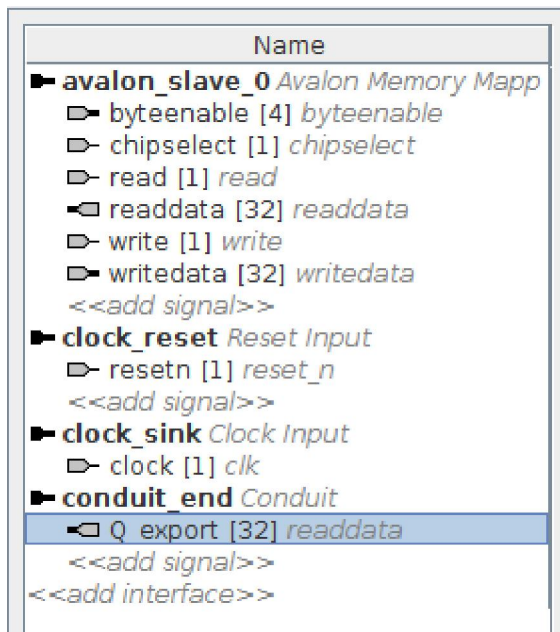 Name
avalon_slave_0 Avalon Memory Mapp
byteenable [4] byteenable
chipselect [1] chipselect
read [1] read
readdata [32] readdata
write [1] write
writedata [32] writedata
<<add signal>>
clock_reset Reset Input
resetn [1] reset_n
<<add signal>>
clock_sink Clock Input
clock [1] clk
<<add signal>>
conduit_end Conduit
Q_export [32] readdata
<<add signal>>
<<add interface>>